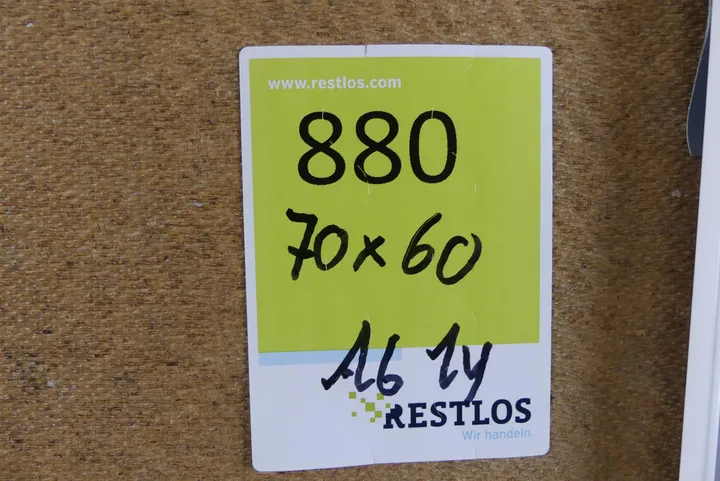 www.restlos.com
880
70x60
16 14
RESTLOS
Wir handeln.